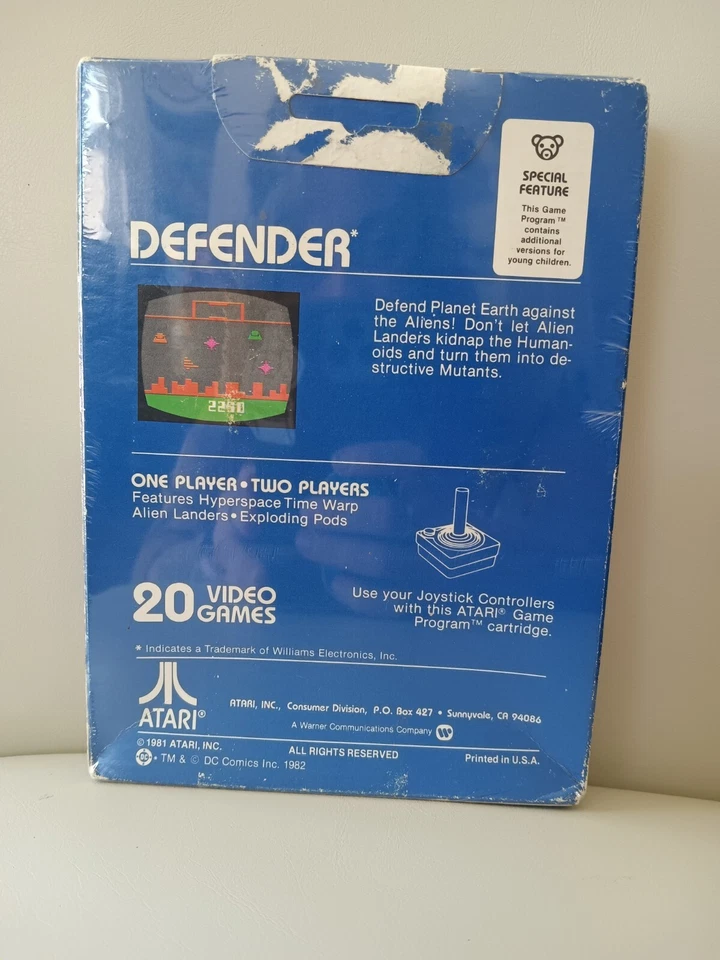 SPECIAL
FEATURE
This Game
Program™
contains
additional
versions for
young children.
DEFENDER*
Defend Planet Earth against
the Aliens! Don't let Alien
Landers kidnap the Human-
oids and turn them into de-
structive Mutants.
ONE PLAYER • TWO PLAYERS
Features Hyperspace Time Warp
Alien Landers • Exploding Pods
20 VIDEO
GAMES
Use your Joystick Controllers
with this ATARI® Game
Program™ cartridge.
* Indicates a Trademark of Williams Electronics, Inc.
ATARI®
ATARI, INC., Consumer Division, P.O. Box 427 • Sunnyvale, CA 94086
A Warner Communications Company
© 1981 ATARI, INC.
ALL RIGHTS RESERVED
Printed in U.S.A.
DC • TM & © DC Comics Inc. 1982